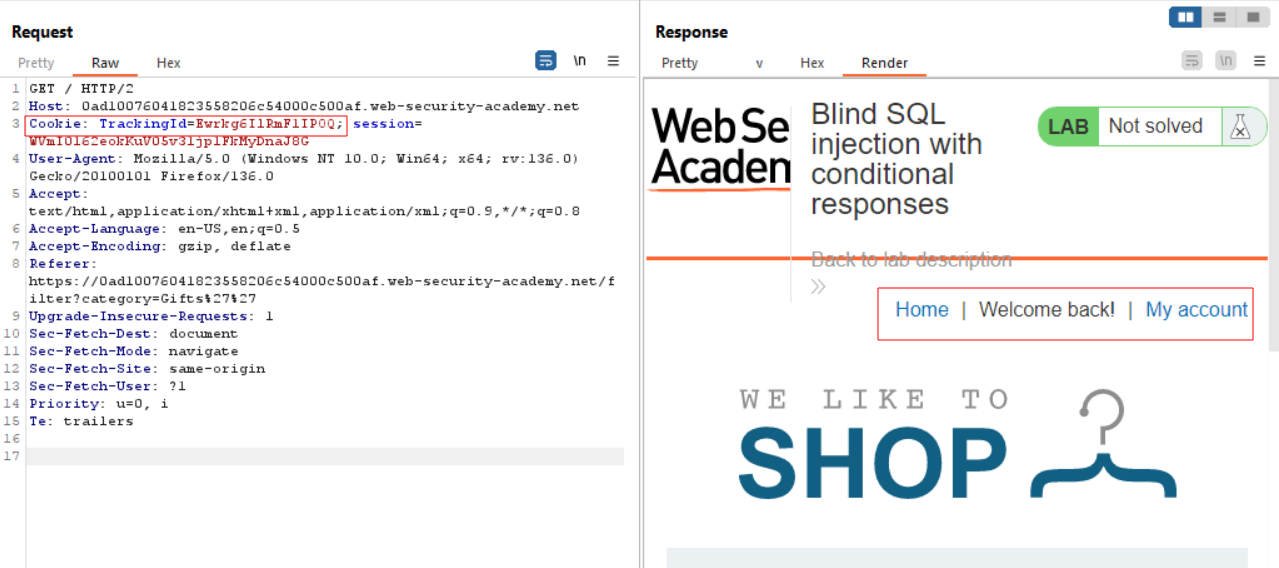 Request
Pretty Raw Hex \n
1 GET / HTTP/2
2 Host: 0ad10076041823558206c54000c500af.web-security-academy.net
3 Cookie: TrackingId=Ewrkg6IlRmFlIP0Q; session=
WVmI0l62eokKuV05v3ljplFkMyDnaJ8G
4 User-Agent: Mozilla/5.0 (Windows NT 10.0; Win64; x64; rv:136.0)
Gecko/20100101 Firefox/136.0
5 Accept:
text/html,application/xhtml+xml,application/xml;q=0.9,*/*;q=0.8
6 Accept-Language: en-US,en;q=0.5
7 Accept-Encoding: gzip, deflate
8 Referer:
https://0ad10076041823558206c54000c500af.web-security-academy.net/f
ilter?category=Gifts%27%27
9 Upgrade-Insecure-Requests: 1
10 Sec-Fetch-Dest: document
11 Sec-Fetch-Mode: navigate
12 Sec-Fetch-Site: same-origin
13 Sec-Fetch-User: ?1
14 Priority: u=0, i
15 Te: trailers
16
17
Response
Pretty v Hex Render \n
Web Se
Academ
Blind SQL
injection with
conditional
responses
LAB Not solved
Back to lab description
Home | Welcome back! | My account
WE LIKE TO
SHOP